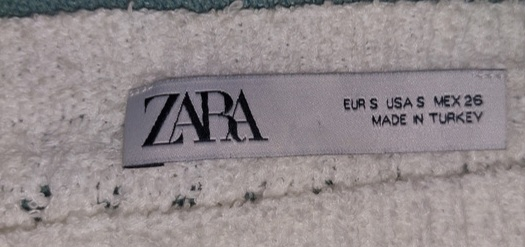 ZARA
EUR S USA S MEX 26
MADE IN TURKEY